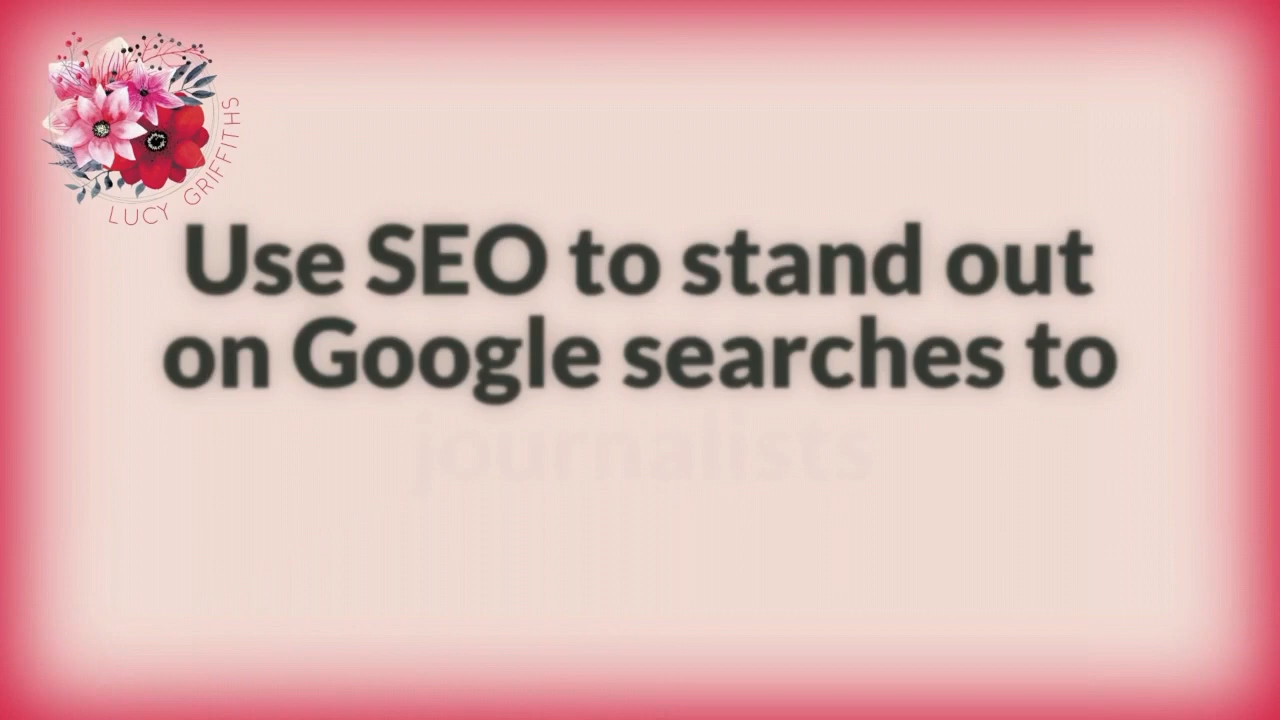 LUCY GRIFFITHS
Use SEO to stand out
on Google searches to
journalists